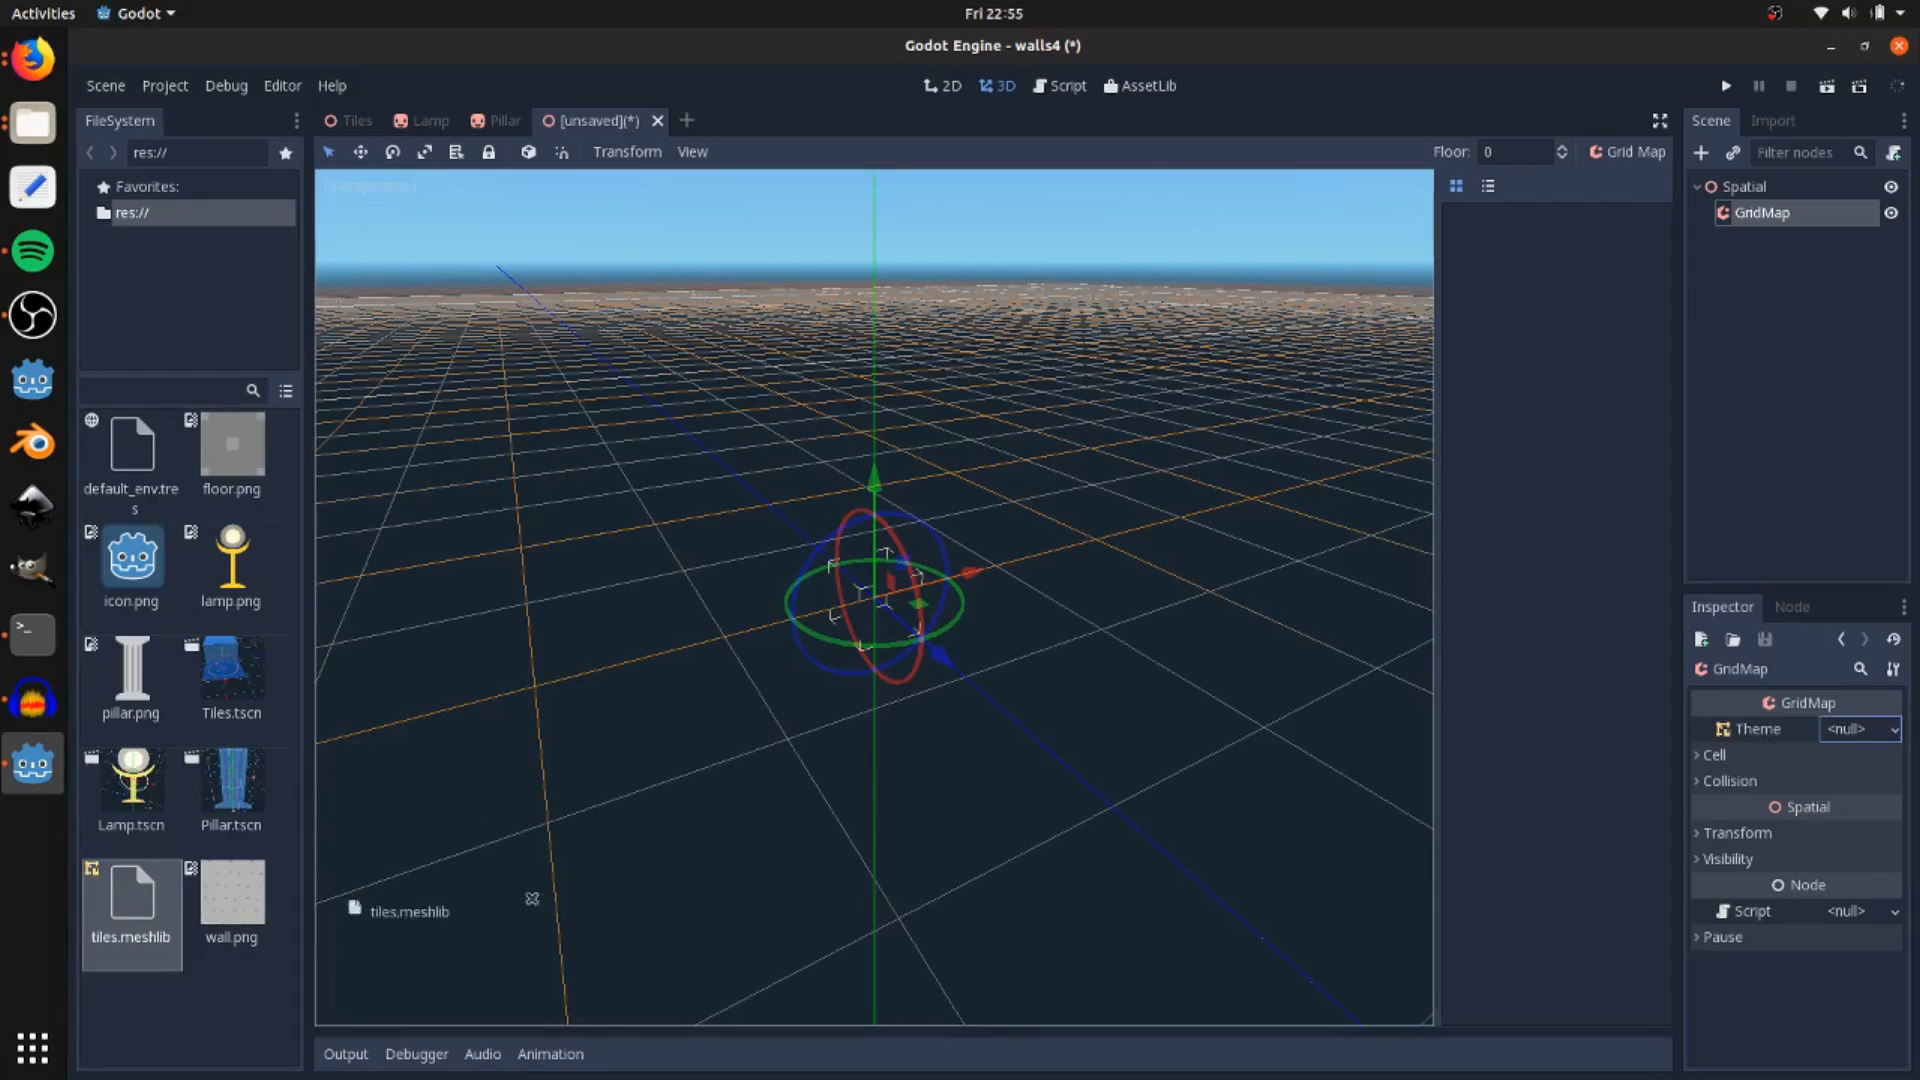 Activities
Godot
Fri 22:55
Godot Engine - walls4 (*)
Scene Project Debug Editor Help
2D 3D Script AssetLib
FileSystem
res://
Favorites:
res://
default_env.tre
s
floor.png
icon.png
lamp.png
pillar.png
Tiles.tscn
Lamp.tscn
Pillar.tscn
tiles.meshlib
wall.png
Tiles Lamp Pillar [unsaved](*)
Transform View
Floor: 0 Grid Map
[ Perspective ]
tiles.meshlib
Output Debugger Audio Animation
Scene Import
Filter nodes
Spatial
GridMap
Inspector Node
GridMap
GridMap
Theme <null>
Cell
Collision
Spatial
Transform
Visibility
Node
Script <null>
Pause